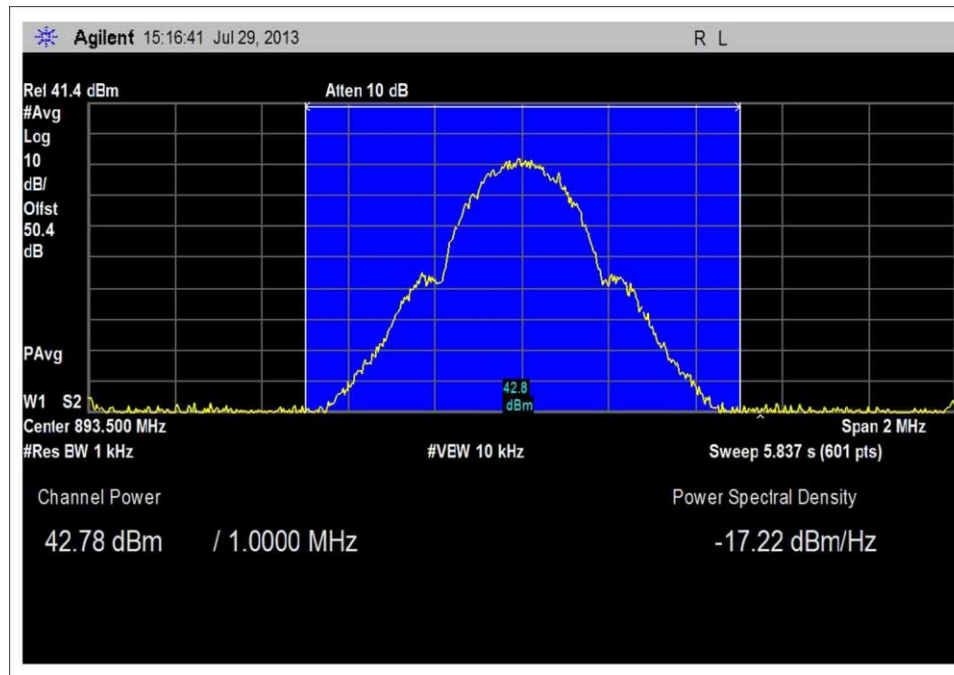 Agilent 15:16:41 Jul 29, 2013 R L
Ref 41.4 dBm Atten 10 dB
#Avg
Log
10
dB/
Offst
50.4
dB
PAvg
42.8
dBm
W1 S2
Center 893.500 MHz Span 2 MHz
#Res BW 1 kHz #VEW 10 kHz Sweep 5.837 s (601 pts)
Channel Power Power Spectral Density
42.78 dBm / 1.0000 MHz -17.22 dBm/Hz